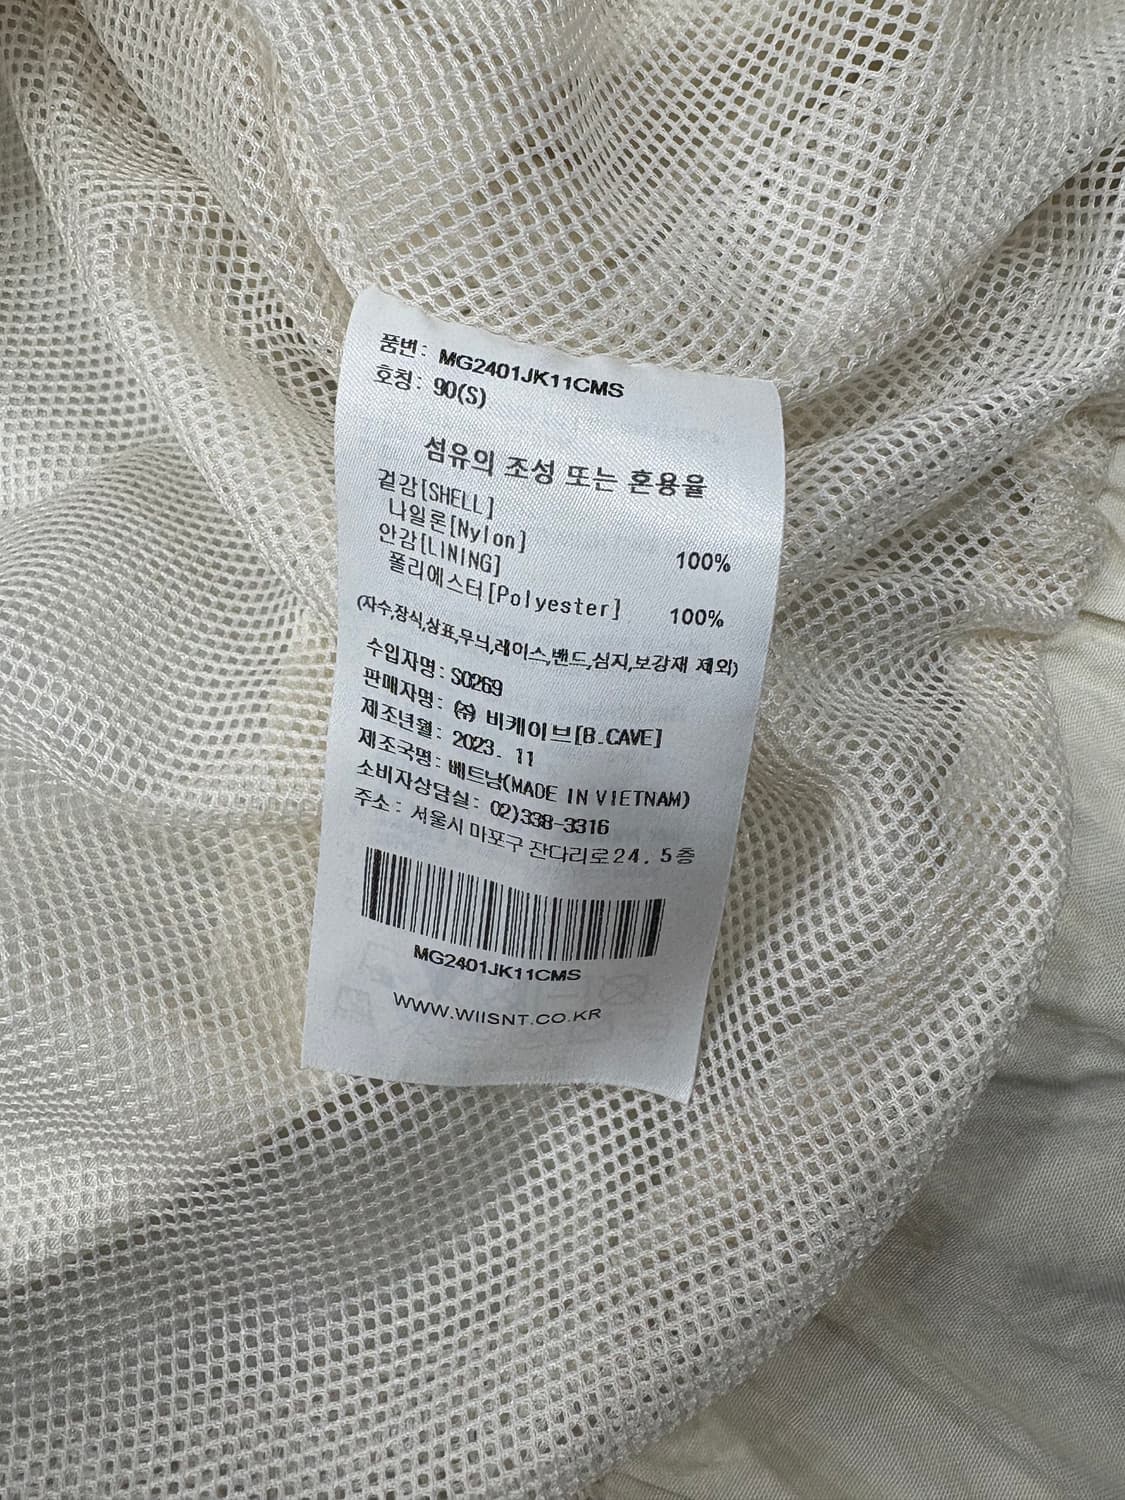 품번: MG2401JK11CMS
호칭: 90(S)
섬유의 조성 또는 혼용율
겉감[SHELL]
나일론[Nylon] 100%
안감[LINING]
폴리에스터[Polyester] 100%
(자수,장식,상표,무늬,레이스,밴드,심지,보강재 제외)
수입자명: S0269
판매자명: ㈜ 비케이브[B.CAVE]
제조년월: 2023. 11
제조국명: 베트남(MADE IN VIETNAM)
소비자상담실: 02)338-3316
주소: 서울시 마포구 잔다리로24, 5층
MG2401JK11CMS
WWW.WIISNT.CO.KR